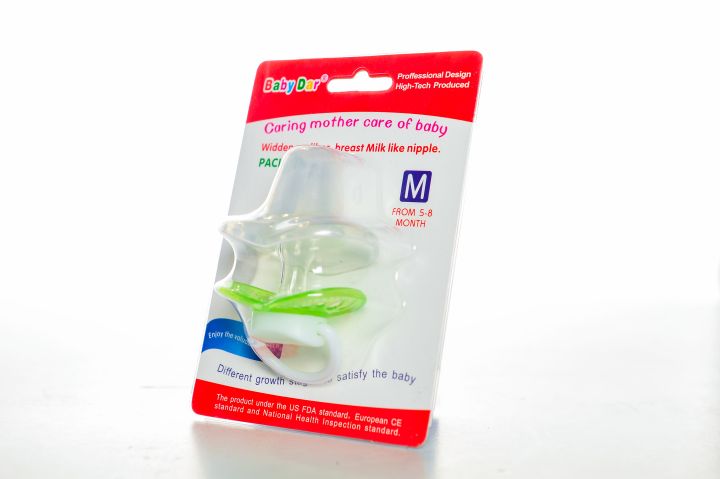 Baby Dar®
Proffessional Design
High-Tech Produced
Caring mother care of baby
Widden breast Milk like nipple.
M
FROM 5-8
MONTH
Enjoy the
Different growth to satisfy the baby
The product under the US FDA standard. European CE
standard and National Health Inspection standard.